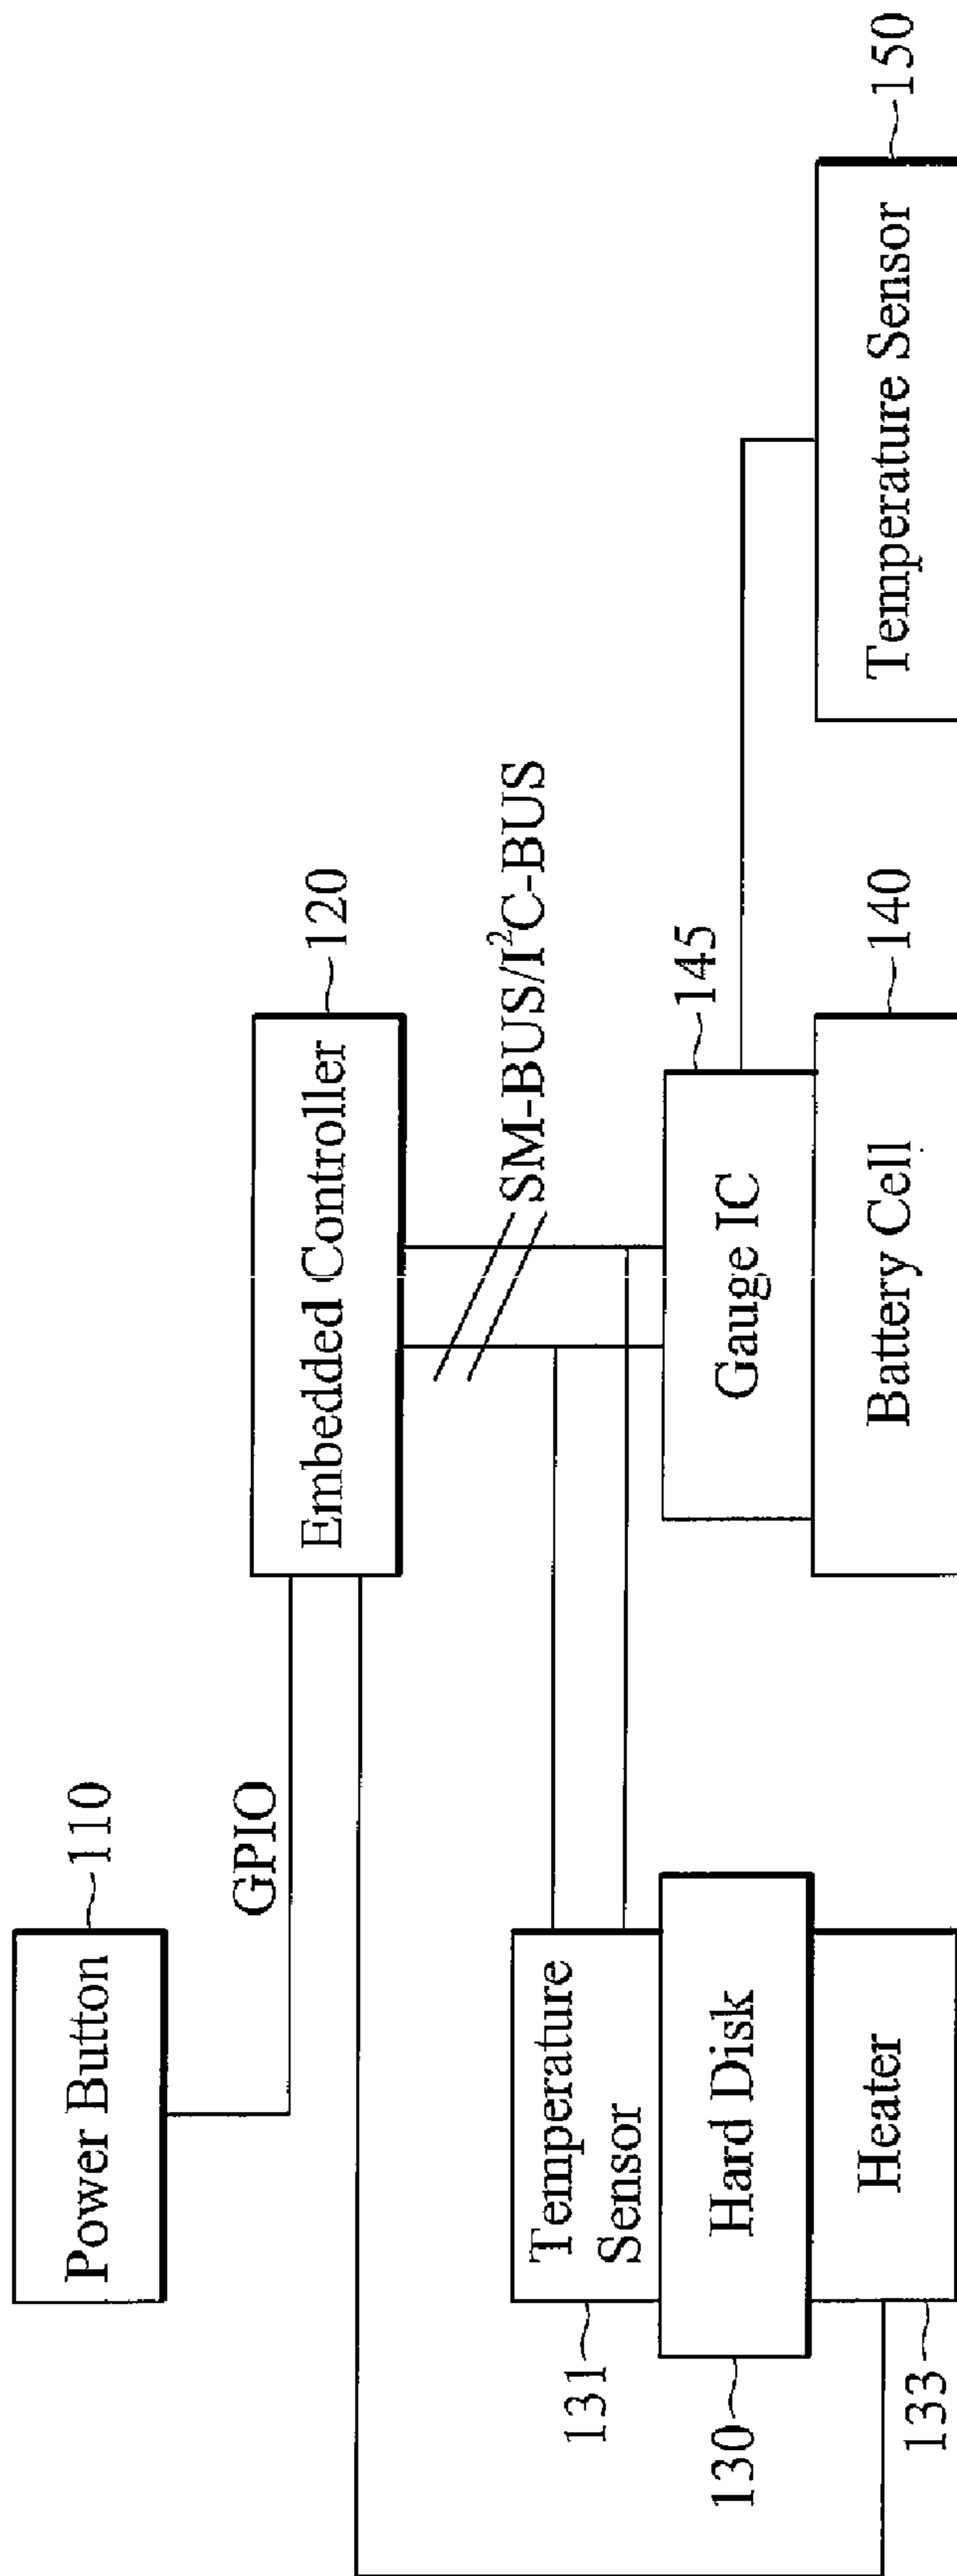 Power Button
110
GPIO
Embedded Controller
120
SM-BUS/I²C-BUS
131
Temperature
Sensor
130
Hard Disk
133
Heater
145
Gauge IC
Battery Cell
140
Temperature Sensor
150